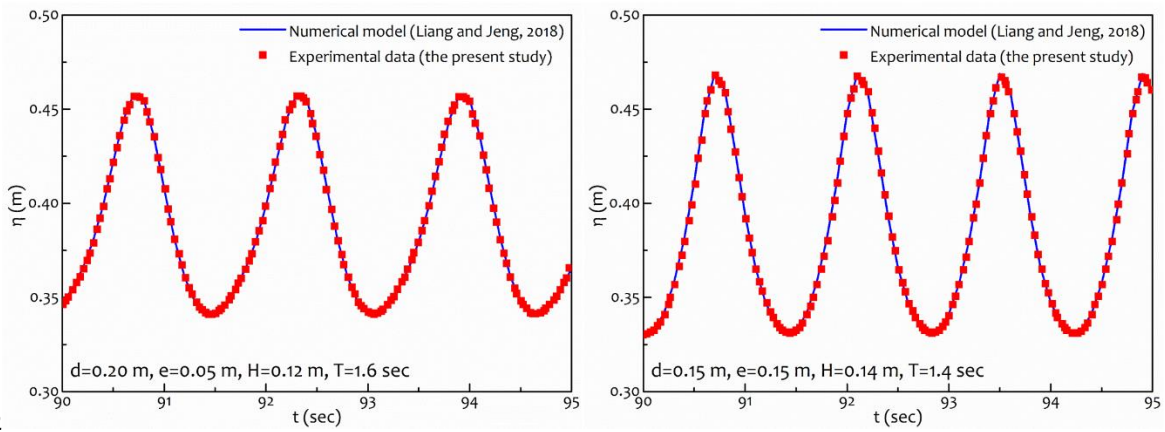 0.50
Numerical model (Liang and Jeng, 2018)
Experimental data (the present study)
0.45
0.40
η (m)
0.35
d=0.20 m, e=0.05 m, H=0.12 m, T=1.6 sec
0.30
90 91 92 93 94 95
t (sec)
0.50
Numerical model (Liang and Jeng, 2018)
Experimental data (the present study)
0.45
0.40
η (m)
0.35
d=0.15 m, e=0.15 m, H=0.14 m, T=1.4 sec
0.30
90 91 92 93 94 95
t (sec)